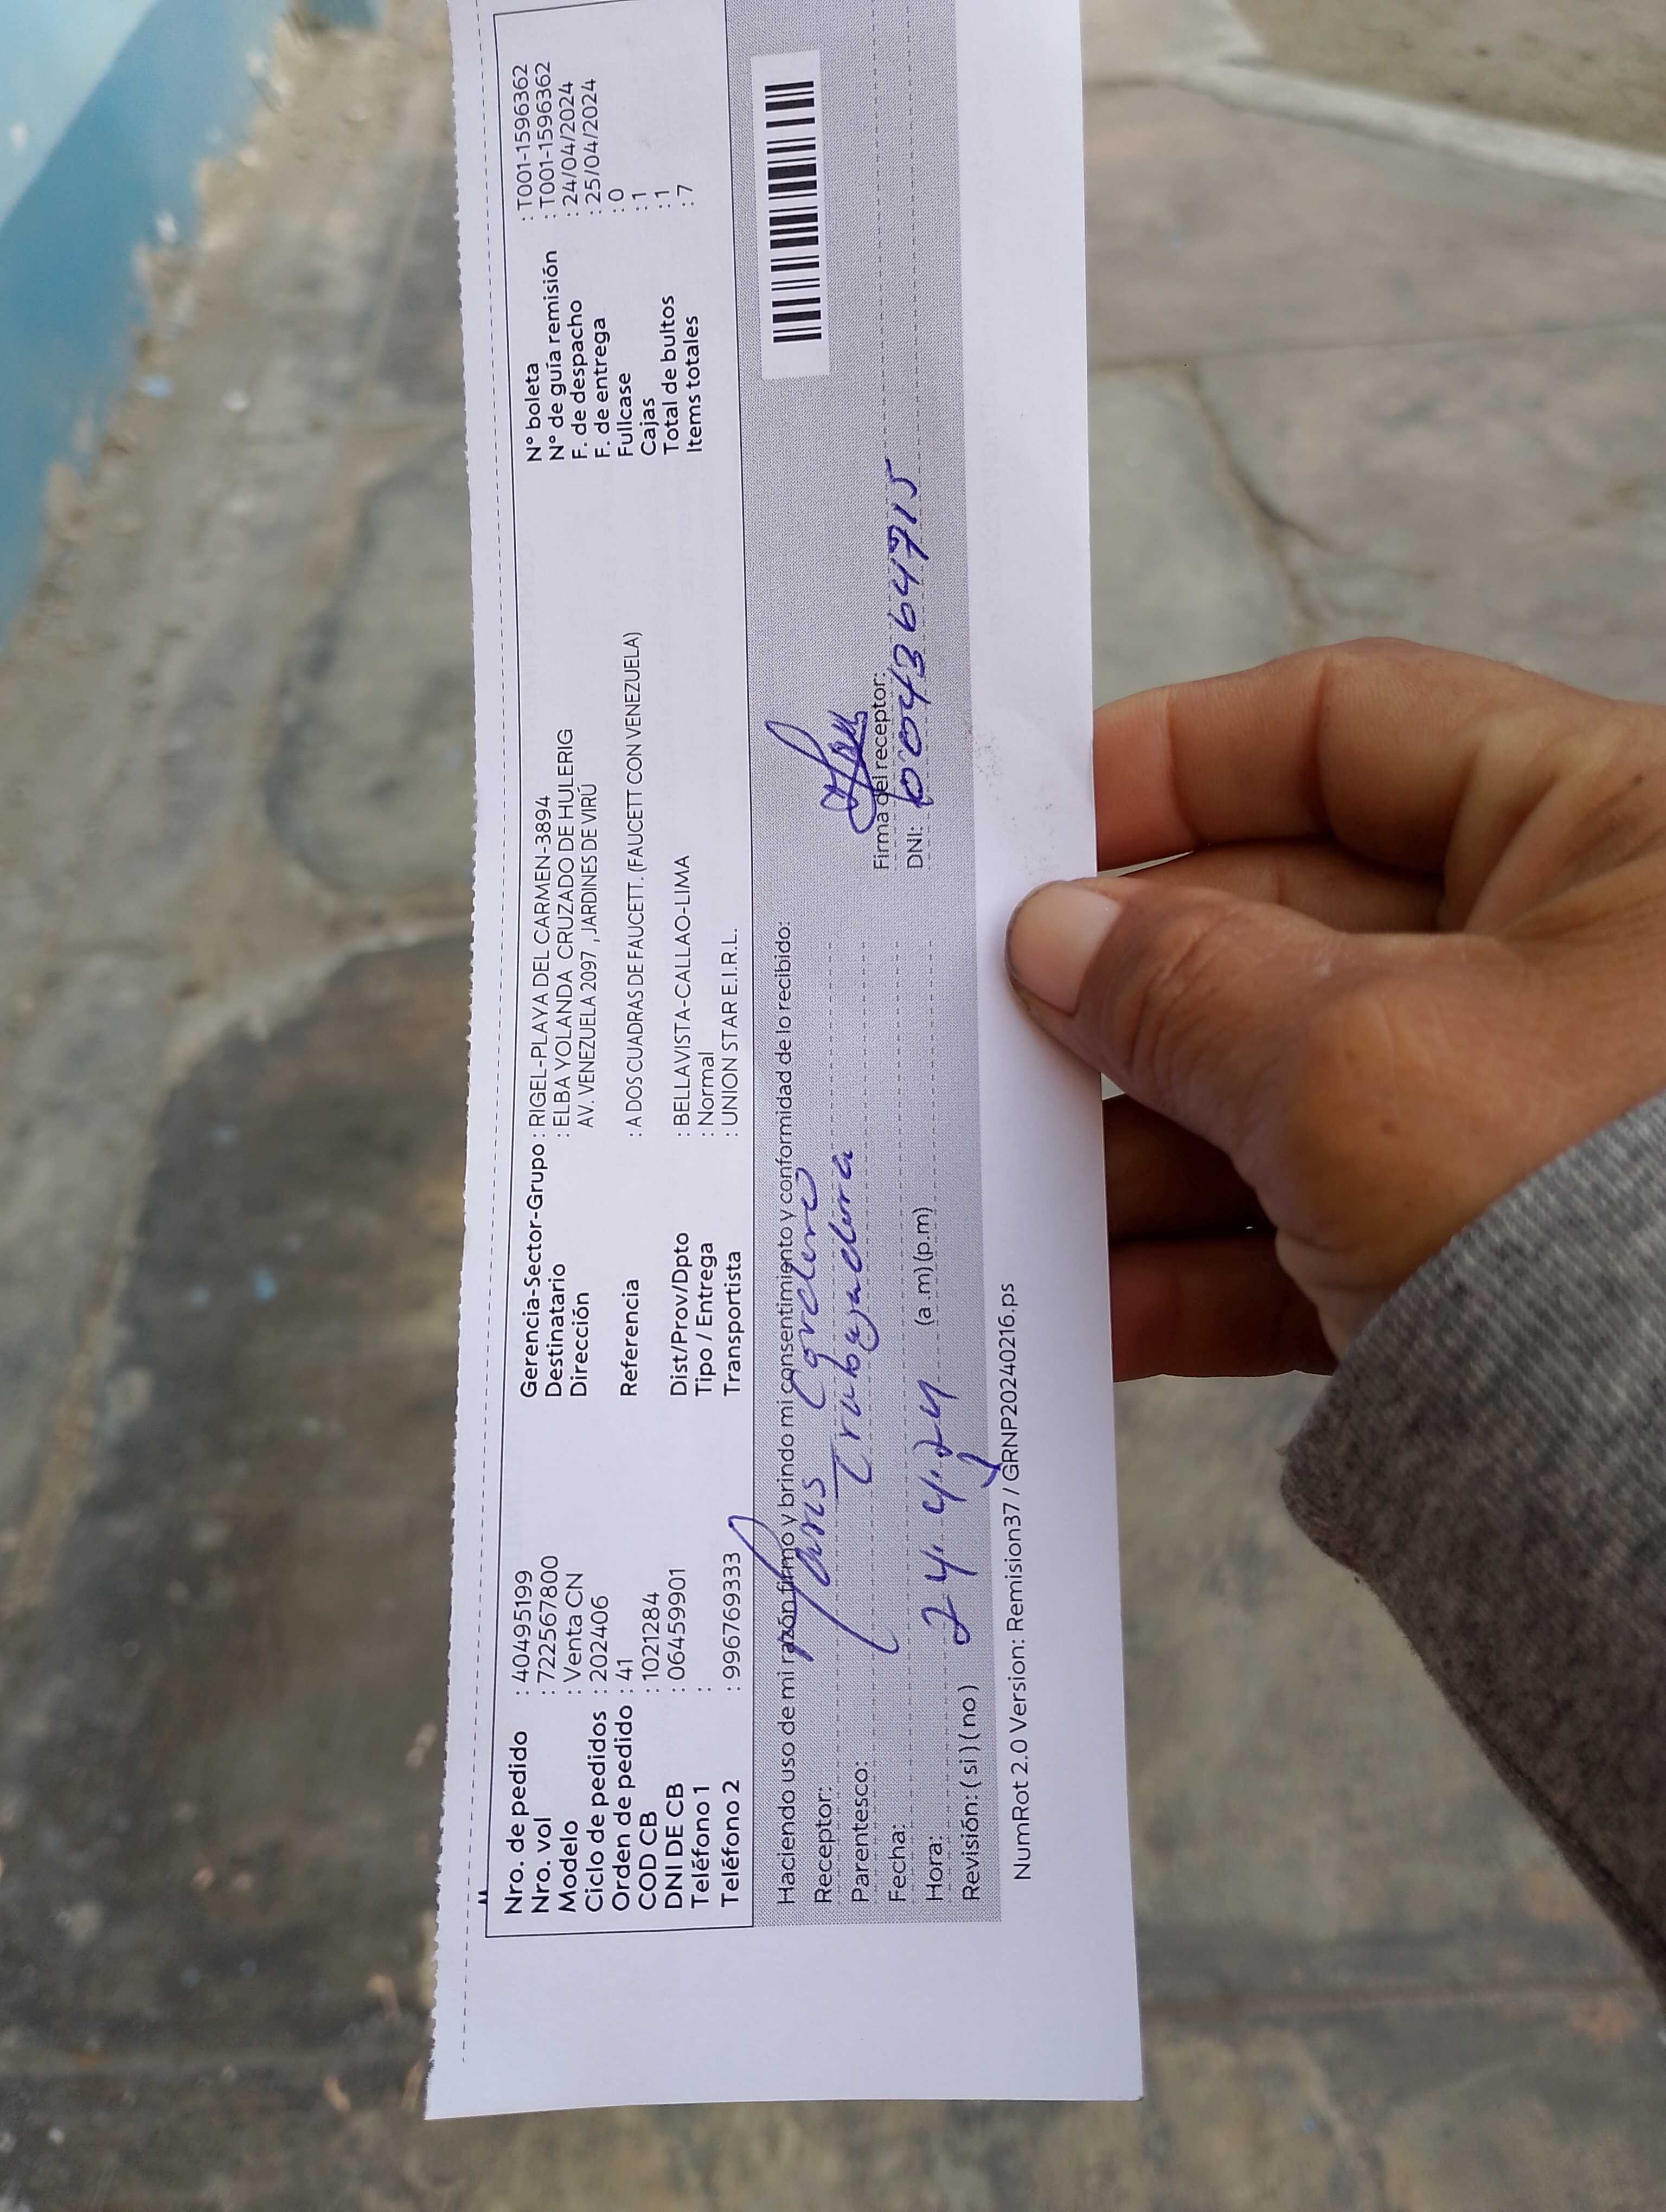 Nro. de pedido : 40495199
Nro. vol : 722567800
Modelo : Venta CN
Ciclo de pedidos : 202406
Orden de pedido : 41
COD CB : 1021284
DNI DE CB : 06459901
Teléfono 1 :
Teléfono 2 : 996769333
Gerencia-Sector-Grupo : RIGEL-PLAYA DEL CARMEN-3894
Destinatario : ELBA YOLANDA CRUZADO DE HULERIG
Dirección AV. VENEZUELA 2097 , JARDINES DE VIRÚ
Referencia : A DOS CUADRAS DE FAUCETT. (FAUCETT CON VENEZUELA)
Dist/Prov/Dpto : BELLAVISTA-CALLAO-LIMA
Tipo / Entrega : Normal
Transportista : UNION STAR E.I.R.L.
N° boleta : T001-1596362
N° de guía remisión : T001-1596362
F. de despacho : 24/04/2024
F. de entrega : 25/04/2024
Fullcase : 0
Cajas : 1
Total de bultos : 1
Items totales : 7
Haciendo uso de mi razón firmo y brindo mi consentimiento y conformidad de lo recibido:
Receptor:
Parentesco: Trabajadora
Fecha: 24.4.24
Hora: (a .m) (p.m)
Revisión: ( si ) ( no )
Firma del receptor:
DNI: 004364715
NumRot 2.0 Version: Remision37 / GRNP20240216.ps